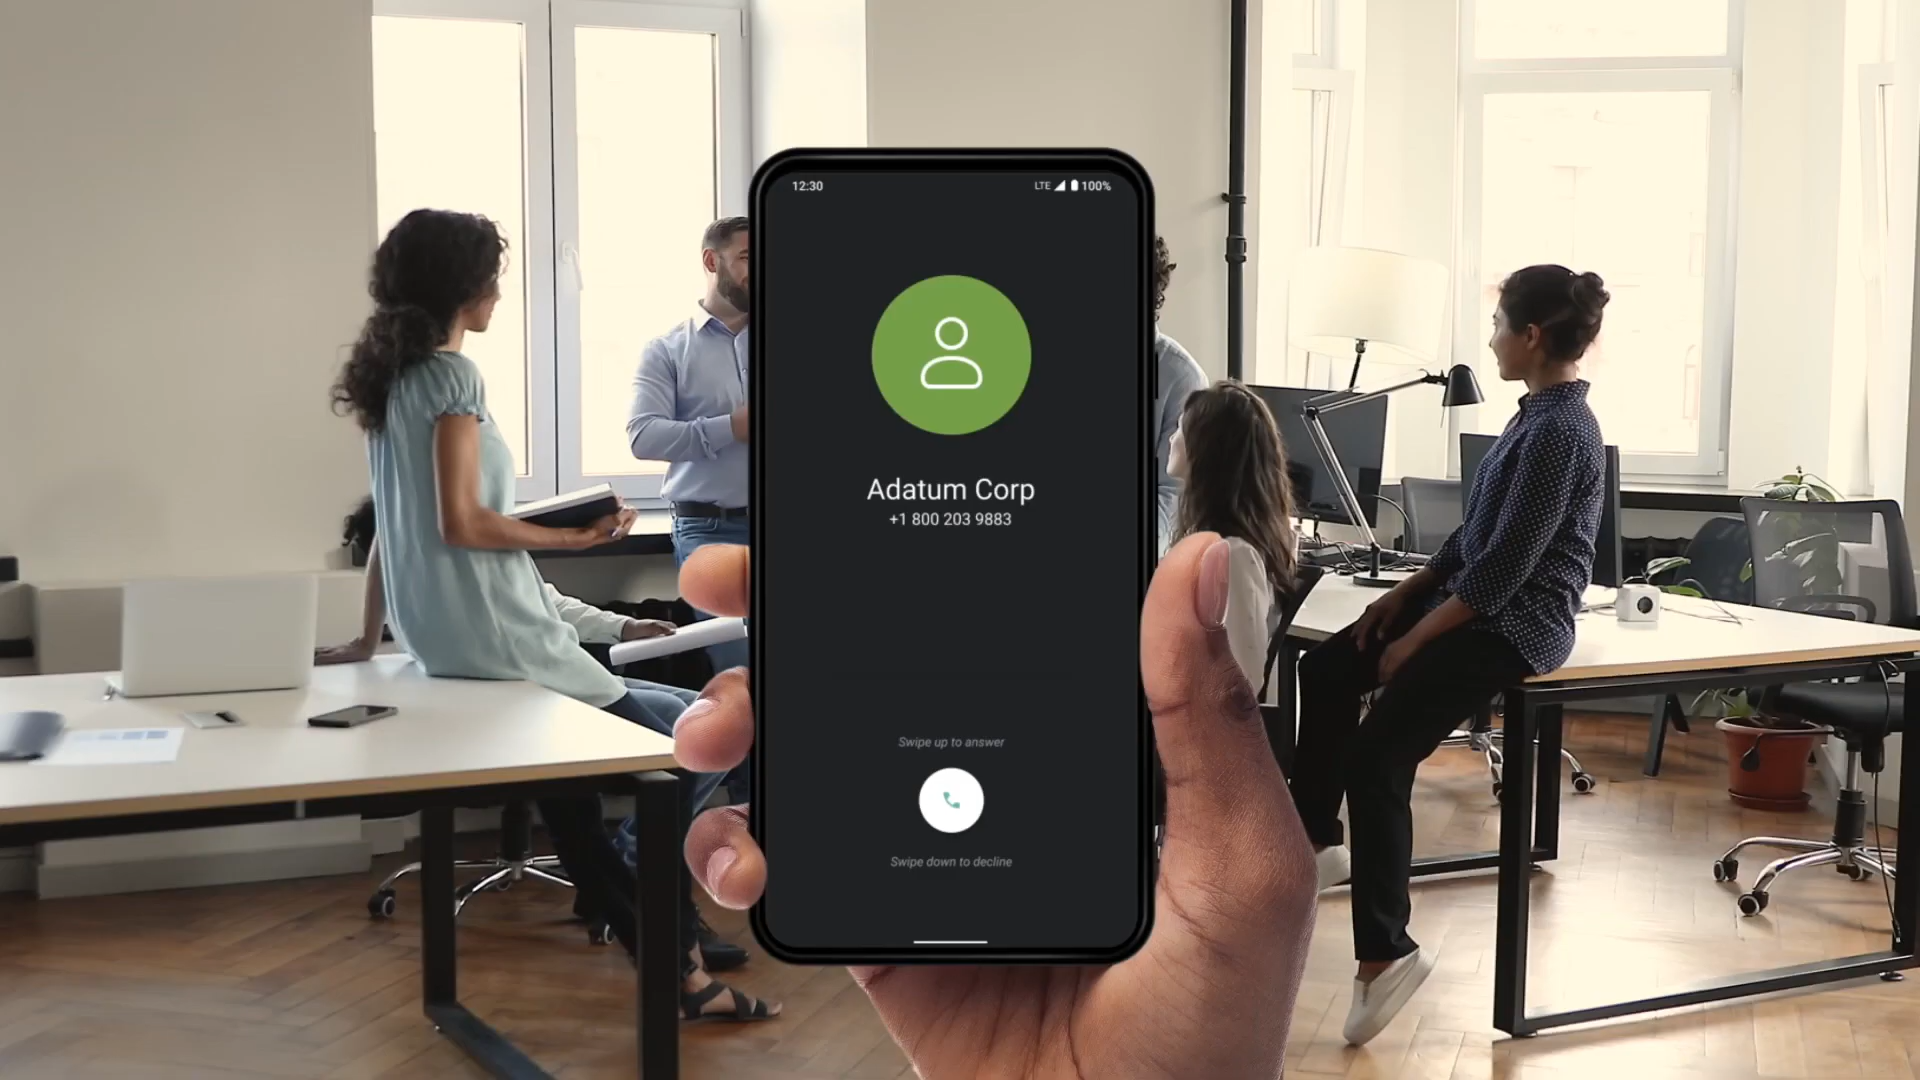 12:30
LTE 100%
Adatum Corp
+1 800 203 9883
Swipe up to answer
Swipe down to decline